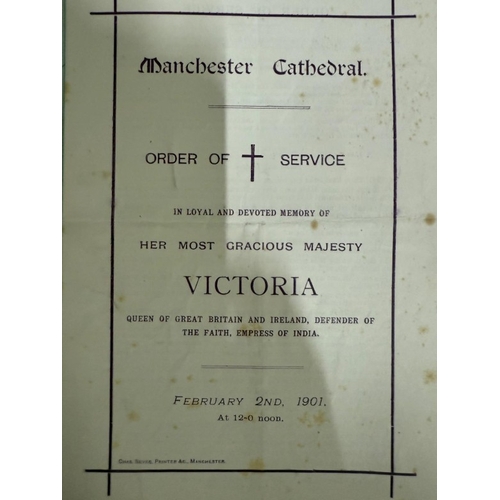 Manchester Cathedral.
ORDER OF SERVICE
IN LOYAL AND DEVOTED MEMORY OF
HER MOST GRACIOUS MAJESTY
VICTORIA
QUEEN OF GREAT BRITAIN AND IRELAND, DEFENDER OF
THE FAITH, EMPRESS OF INDIA.
FEBRUARY 2ND, 1901.
At 12-0 noon.
PRINTER &c., MANCHESTER.